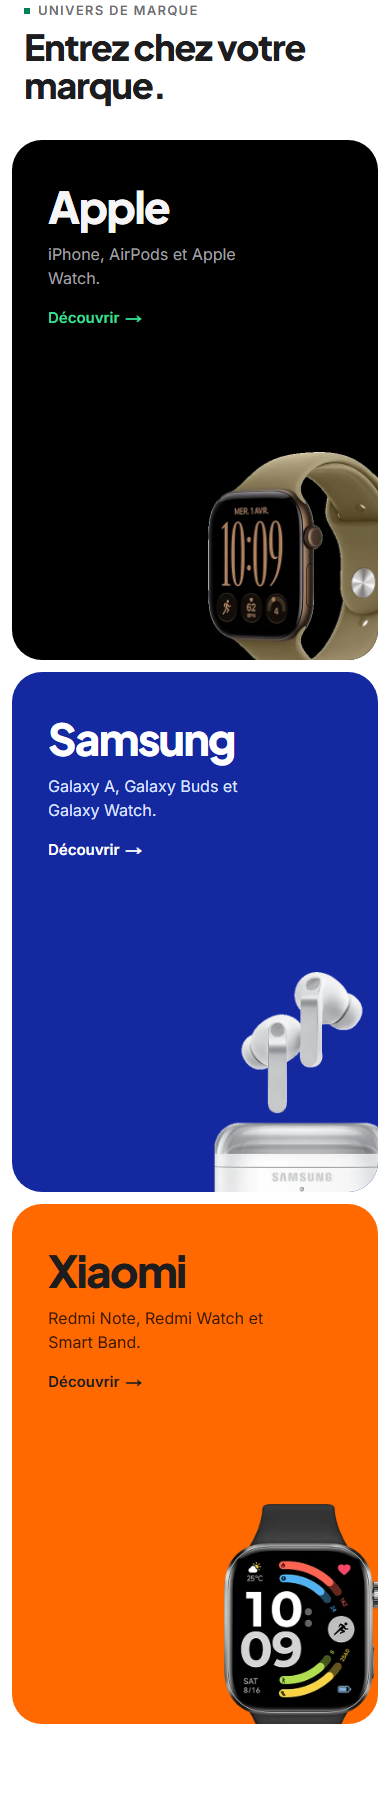 UNIVERS DE MARQUE
Entrez chez votre
marque.
Apple
iPhone, AirPods et Apple
Watch.
Découvrir →
MER. 1 AVR.
10:09
62
BPM
4
Samsung
Galaxy A, Galaxy Buds et
Galaxy Watch.
Découvrir →
SAMSUNG
Xiaomi
Redmi Note, Redmi Watch et
Smart Band.
Découvrir →
25°C
10:
09
SAT
8/16